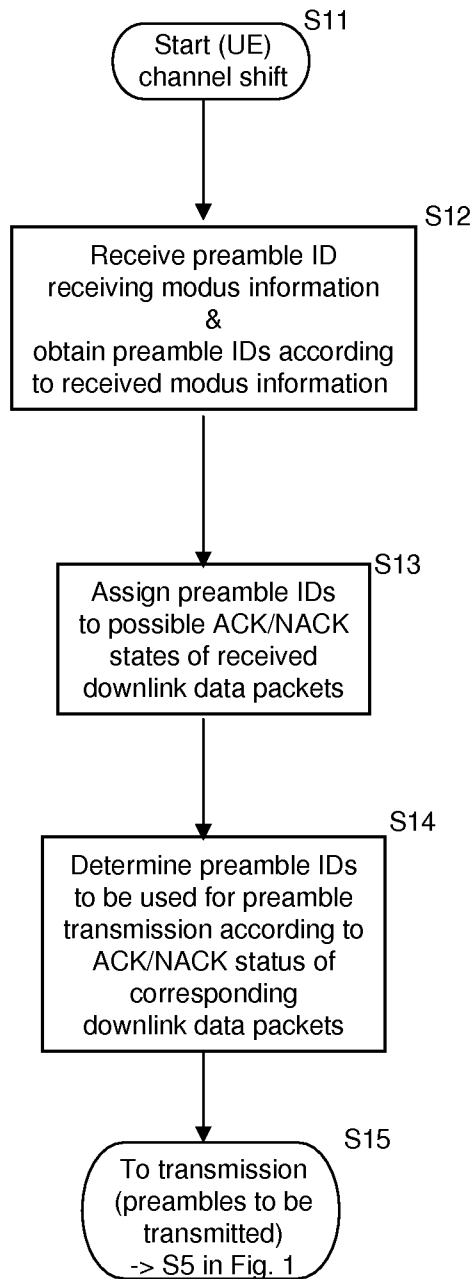 S11
Start (UE)
channel shift
S12
Receive preamble ID
receiving modus information
&
obtain preamble IDs according
to received modus information
S13
Assign preamble IDs
to possible ACK/NACK
states of received
downlink data packets
S14
Determine preamble IDs
to be used for preamble
transmission according to
ACK/NACK status of
corresponding
downlink data packets
S15
To transmission
(preambles to be
transmitted)
-> S5 in Fig. 1